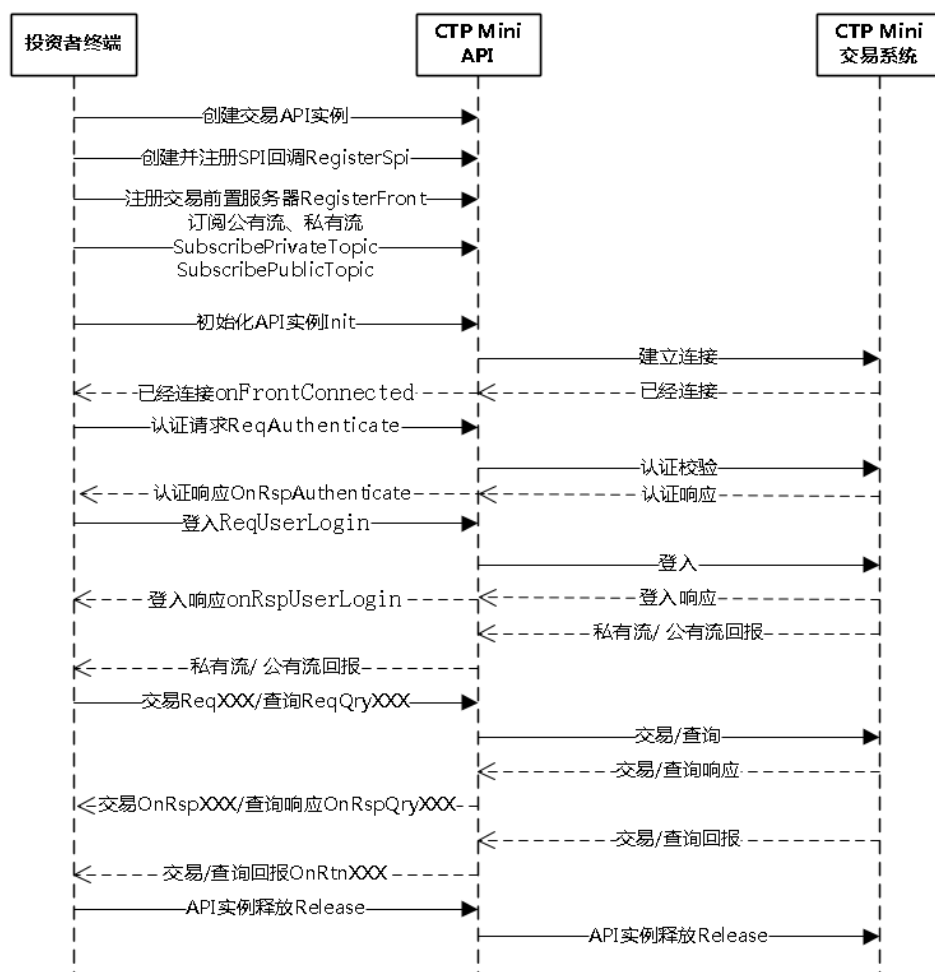 投资者终端
CTP Mini
API
CTP Mini
交易系统
创建交易API实例
创建并注册SPI回调RegisterSpi
注册交易前置服务器RegisterFront
订阅公有流、私有流
SubscribePrivateTopic
SubscribePublicTopic
初始化API实例Init
建立连接
已经连接onFrontConnected
已经连接
认证请求ReqAuthenticate
认证校验
认证响应OnRspAuthenticate
认证响应
登入ReqUserLogin
登入
登入响应onRspUserLogin
登入响应
私有流/ 公有流回报
私有流/ 公有流回报
交易ReqXXX/查询ReqQryXXX
交易/查询
交易/查询响应
交易OnRspXXX/查询响应OnRspQryXXX
交易/查询回报
交易/查询回报OnRtnXXX
API实例释放Release
API实例释放Release